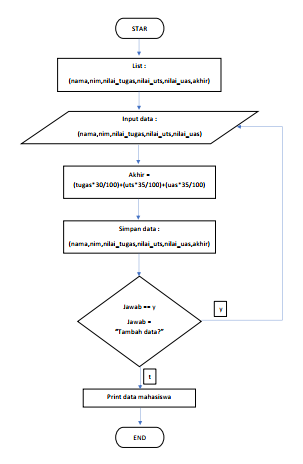 STAR
List :
(nama,nim,nilai_tugas,nilai_uts,nilai_uas,akhir)
Input data :
(nama,nim,nilai_tugas,nilai_uts,nilai_uas)
Akhir =
(tugas*30/100)+(uts*35/100)+(uas*35/100)
Simpan data :
(nama,nim,nilai_tugas,nilai_uts,nilai_uas,akhir)
Jawab == y
Jawab =
"Tambah data?"
y
t
Print data mahasiswa
END